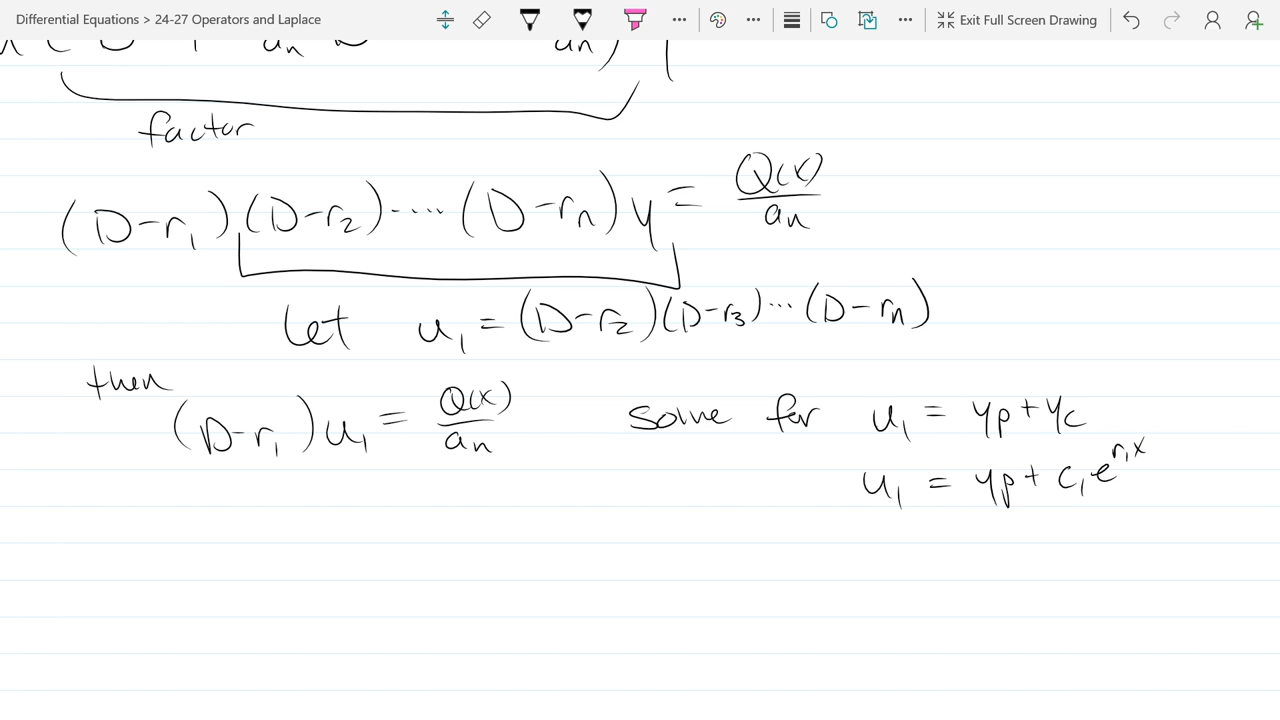 Differential Equations > 24-27 Operators and Laplace
Exit Full Screen Drawing
factor
(D-r₁)(D-r₂)·····(D-rₙ)y = Q(x)/aₙ
Let u₁ = (D-r₂)(D-r₃)···(D-rₙ)
then
(D-r₁)u₁ = Q(x)/aₙ
Solve for u₁ = yp + yc
u₁ = yp + c₁e^(r₁x)